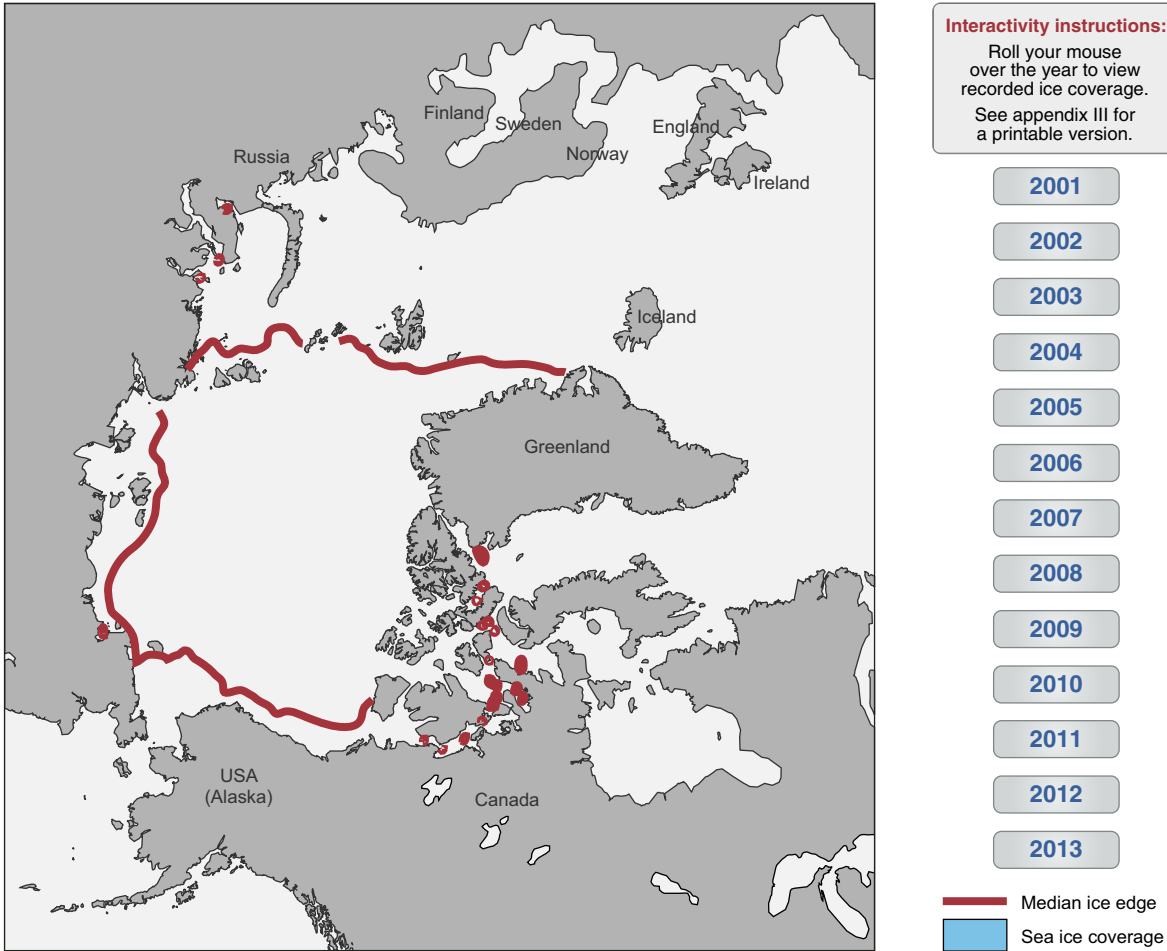 Finland
Sweden
England
Norway
Russia
Ireland
Iceland
Greenland
USA
(Alaska)
Canada
Interactivity instructions:
Roll your mouse
over the year to view
recorded ice coverage.
See appendix III for
a printable version.
2001
2002
2003
2004
2005
2006
2007
2008
2009
2010
2011
2012
2013
Median ice edge
Sea ice coverage